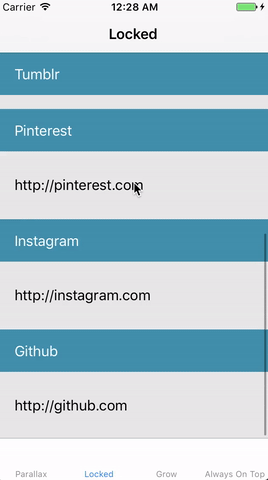 Carrier 12:28 AM
Locked
Tumblr
Pinterest
http://pinterest.com
Instagram
http://instagram.com
Github
http://github.com
Parallax Locked Grow Always On Top